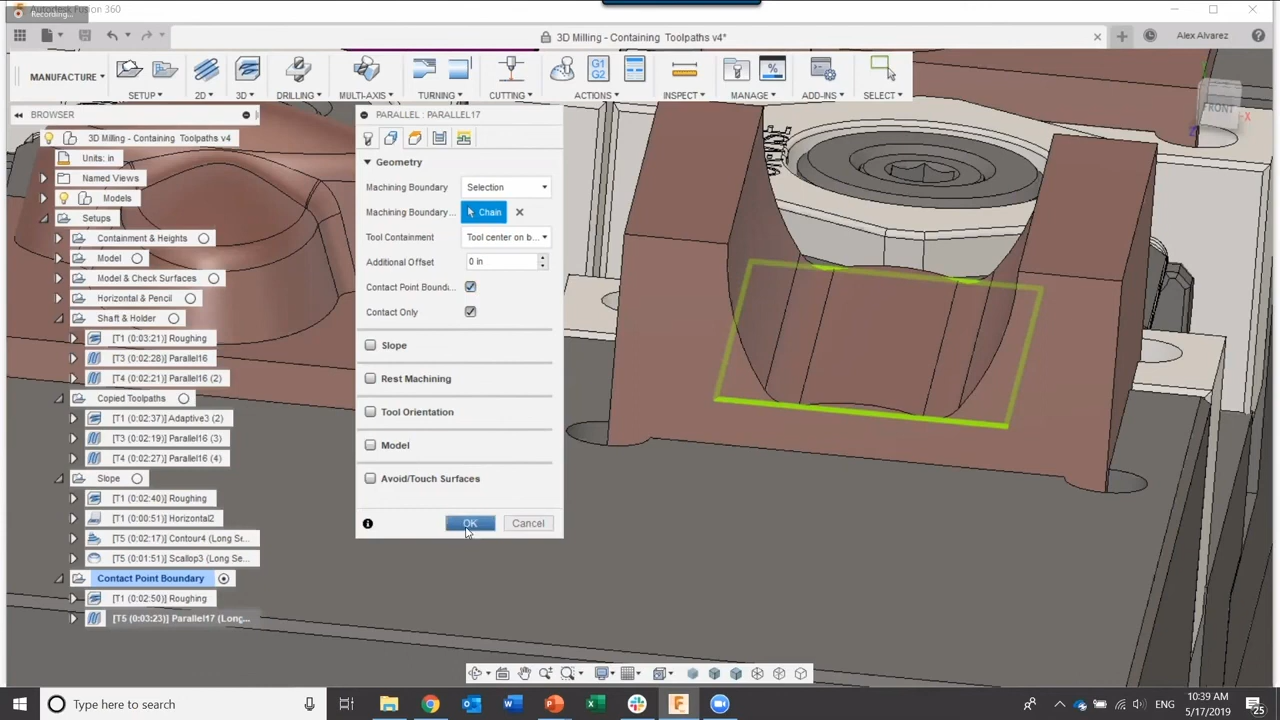 Autodesk Fusion 360
Recording...
3D Milling - Containing Toolpaths v4*
Alex Alvarez
MANUFACTURE
SETUP
2D
3D
DRILLING
MULTI-AXIS
TURNING
CUTTING
G1
G2
ACTIONS
INSPECT
%
MANAGE
ADD-INS
SELECT
BROWSER
3D Milling - Containing Toolpaths v4
Units: in
Named Views
Models
Setups
Containment & Heights
Model
Model & Check Surfaces
Horizontal & Pencil
Shaft & Holder
[T1 (0:03:21)] Roughing
[T3 (0:02:28)] Parallel16
[T4 (0:02:21)] Parallel16 (2)
Copied Toolpaths
[T1 (0:02:37)] Adaptive3 (2)
[T3 (0:02:19)] Parallel16 (3)
[T4 (0:02:27)] Parallel16 (4)
Slope
[T1 (0:02:40)] Roughing
[T1 (0:00:51)] Horizontal2
[T5 (0:02:17)] Contour4 (Long Se...
[T5 (0:01:51)] Scallop3 (Long Se...
Contact Point Boundary
[T1 (0:02:50)] Roughing
[T5 (0:03:23)] Parallel17 (Long...
PARALLEL : PARALLEL17
Geometry
Machining Boundary
Selection
Machining Boundary...
Chain
Tool Containment
Tool center on b...
Additional Offset
0 in
Contact Point Boundi...
Contact Only
Slope
Rest Machining
Tool Orientation
Model
Avoid/Touch Surfaces
OK
Cancel
FRONT
-X
Z
Type here to search
ENG
10:39 AM
5/17/2019
25